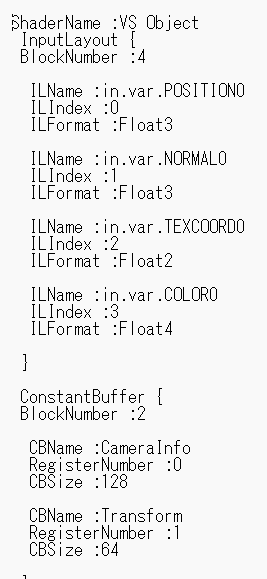 ShaderName :VS Object
InputLayout {
BlockNumber :4
ILName :in.var.POSITION0
ILIndex :0
ILFormat :Float3
ILName :in.var.NORMAL0
ILIndex :1
ILFormat :Float3
ILName :in.var.TEXCOORD0
ILIndex :2
ILFormat :Float2
ILName :in.var.COLOR0
ILIndex :3
ILFormat :Float4
}
ConstantBuffer {
BlockNumber :2
CBName :CameraInfo
RegisterNumber :0
CBSize :128
CBName :Transform
RegisterNumber :1
CBSize :64